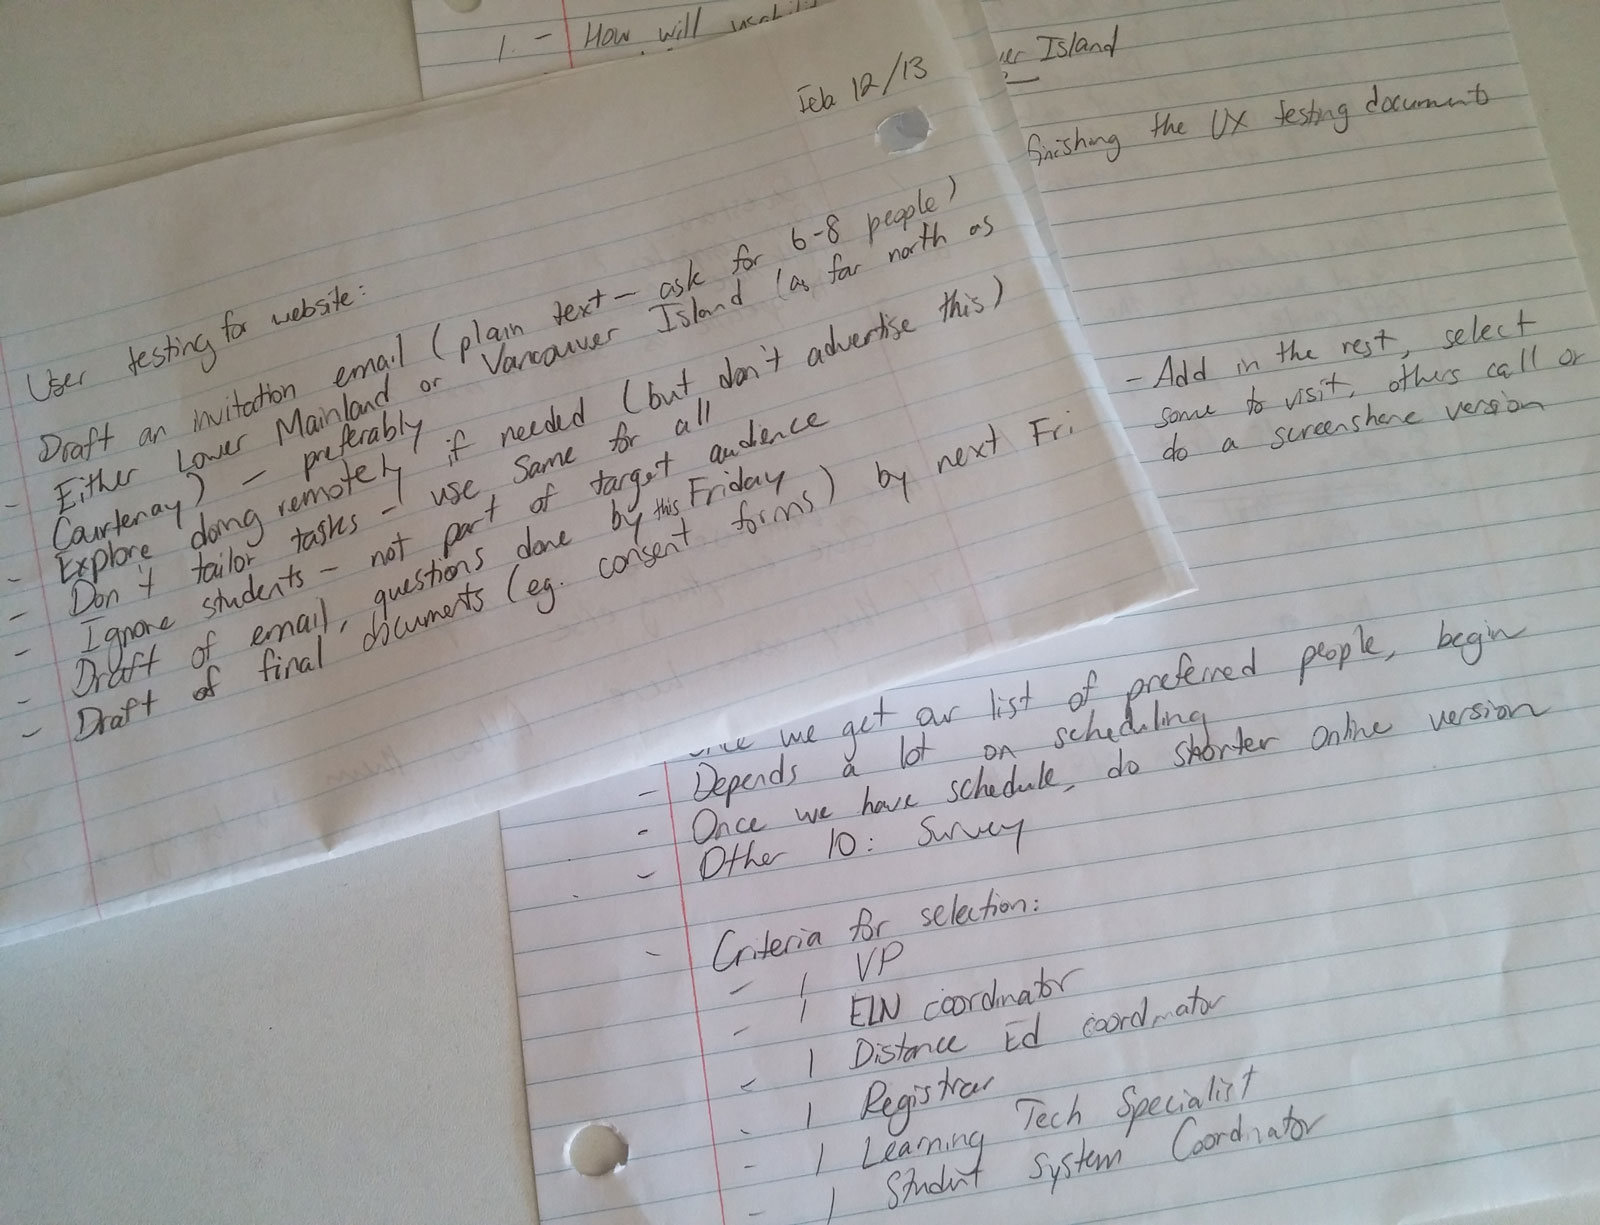 1. - How will
Feb 12/13
User testing for website:
Draft an invitation email (plain text - ask for 6-8 people)
- Either Lower Mainland or Vancouver Island (as far north as
Courtenay) - preferably
- Explore doing remotely if needed (but don't advertise this)
- Don't tailor tasks - use same for all
- Ignore students - not part of target audience
- Draft of email, questions done by this Friday
- Draft of final documents (eg. consent forms) by next Fri
Island
finishing the UX testing documents
- Add in the rest, select
some to visit, others call or
do a screenshare version
we get our list of preferred people, begin
- Depends a lot on scheduling
- Once we have schedule, do shorter online version
- Other 10: Survey
- Criteria for selection:
- 1 VP
- 1 ELN coordinator
- 1 Distance Ed coordinator
- 1 Registrar
- 1 Learning Tech Specialist
- 1 Student System Coordinator